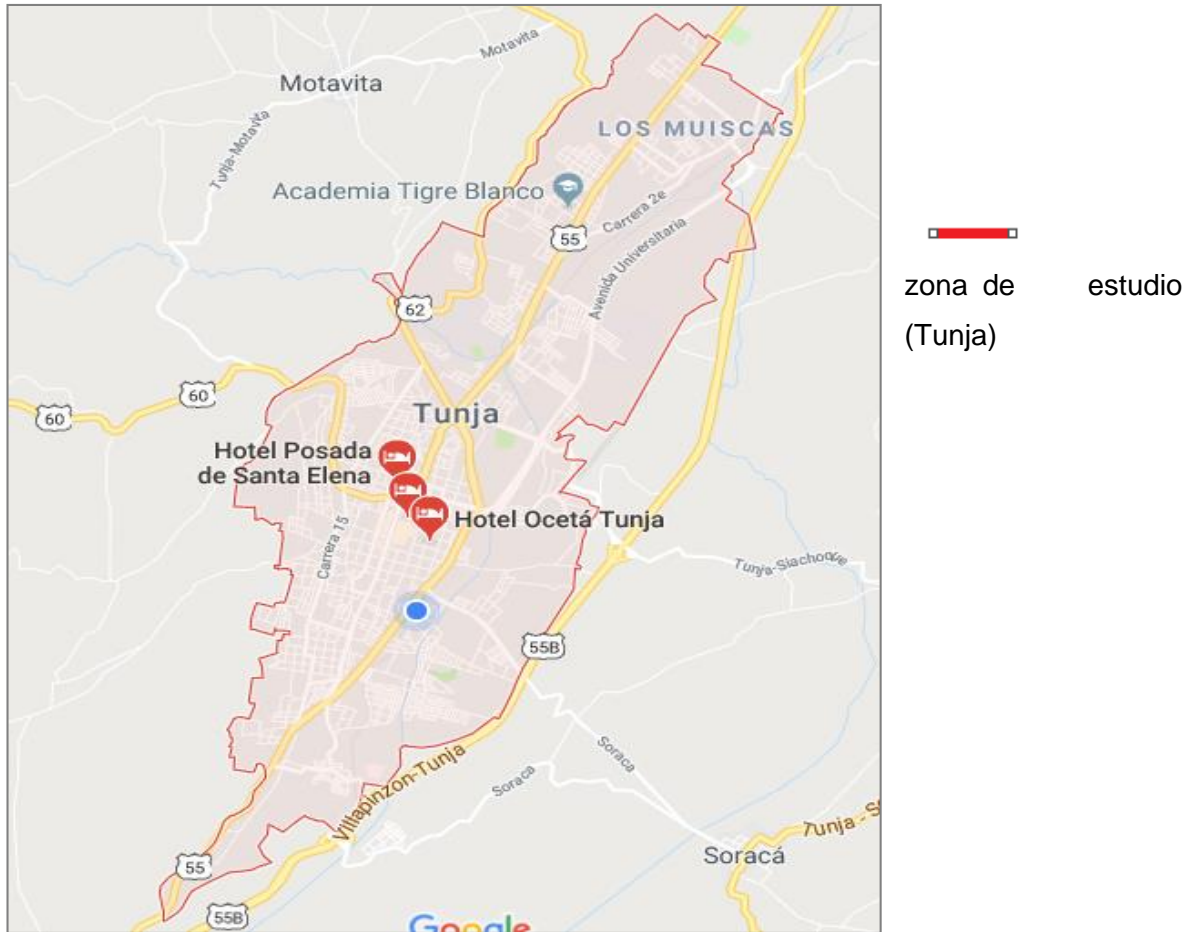 Motavita
Motavita
Tunja-Motavita
LOS MUISCAS
Academia Tigre Blanco
Carrera 2e
55
Avenida Universitaria
62
60
60
Tunja
Hotel Posada
de Santa Elena
Hotel Ocetá Tunja
Carrera 15
Tunja-Siachoque
55B
Soraca
Soraca
Villapinzon-Tunja
Tunja - S
Soracá
55
55B
Google
zona de estudio
(Tunja)